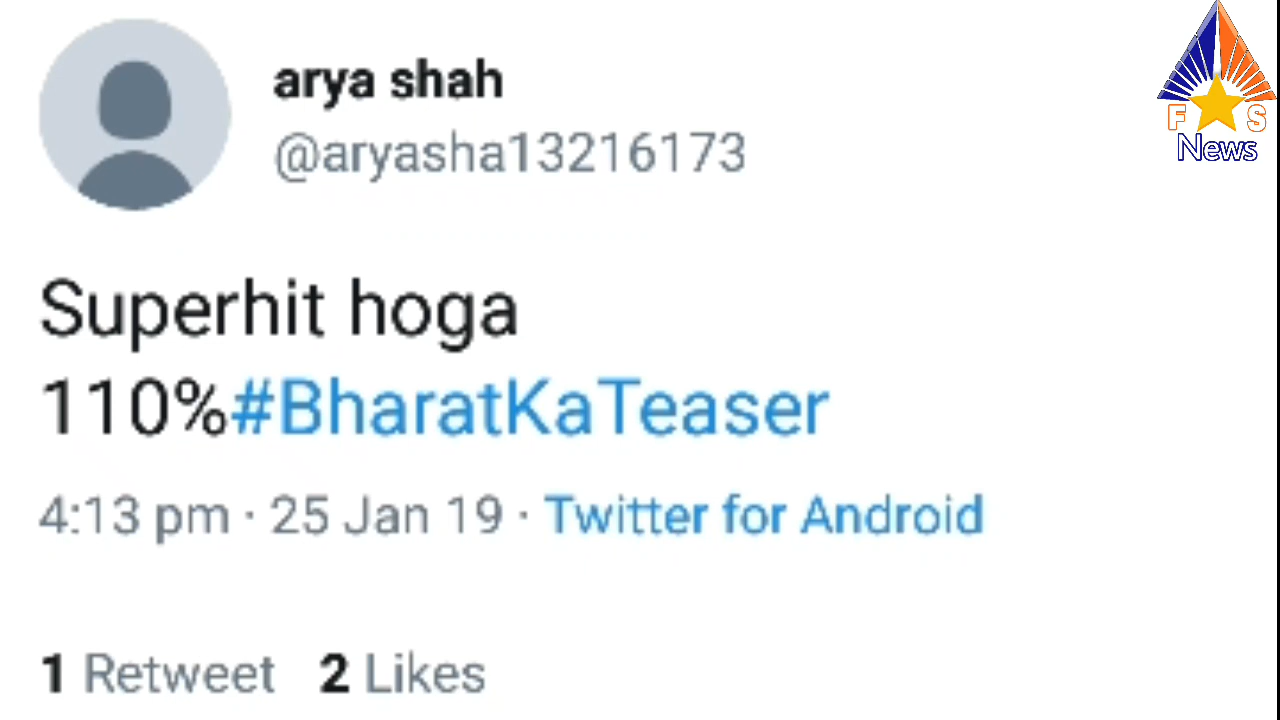 arya shah
@aryasha13216173
F S
News
Superhit hoga
110%#BharatKaTeaser
4:13 pm · 25 Jan 19 · Twitter for Android
1 Retweet 2 Likes